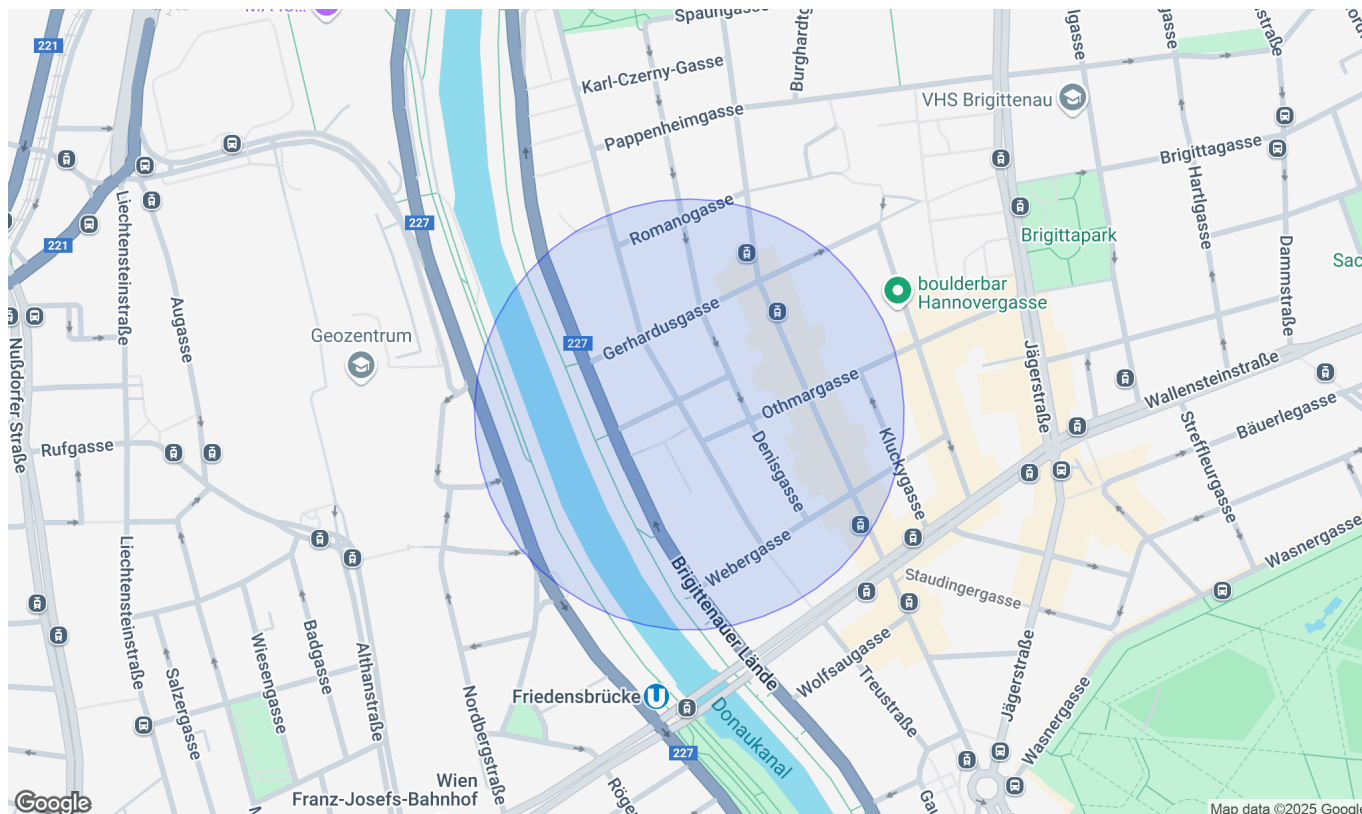 Spaungasse
221
Karl-Czerny-Gasse
VHS Brigittenau
Pappenheimgasse
Brigittagasse
Hartlgasse
Liechtensteinstraße
227
221
Romanogasse
Brigittapark
Dammstraße
Augasse
boulderbar
Hannovergasse
Geozentrum
Gerhardusgasse
227
Nußdorfer Straße
Jägerstraße
Wallensteinstraße
Othmargasse
Bäuerlegasse
Streffleurgasse
Rufgasse
Denisgasse
Kluckygasse
Wasnergasse
Liechtensteinstraße
Webergasse
Brigittenauer Lände
Staudingergasse
Wiesengasse
Badgasse
Althanstraße
Salzergasse
Nordbergstraße
Friedensbrücke
U
Wolfsaugasse
Treustraße
Jägerstraße
Wasnergasse
Donaukanal
227
Wien
Franz-Josefs-Bahnhof
Google
Map data ©2025 Google